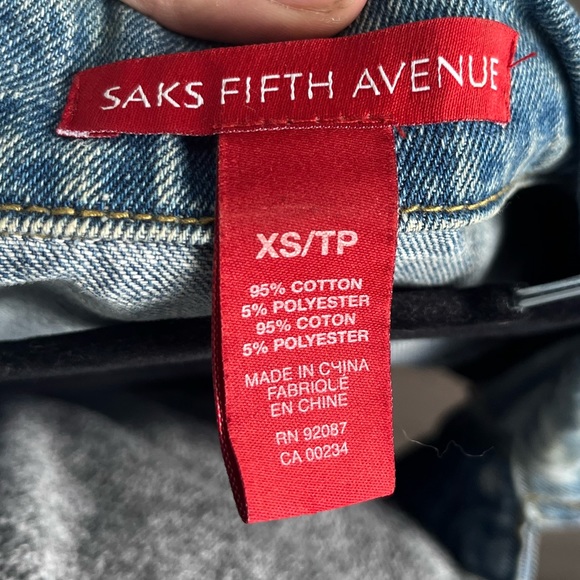 SAKS FIFTH AVENUE
XS/TP
95% COTTON
5% POLYESTER
95% COTON
5% POLYESTER
MADE IN CHINA
FABRIQUÉ
EN CHINE
RN 92087
CA 00234